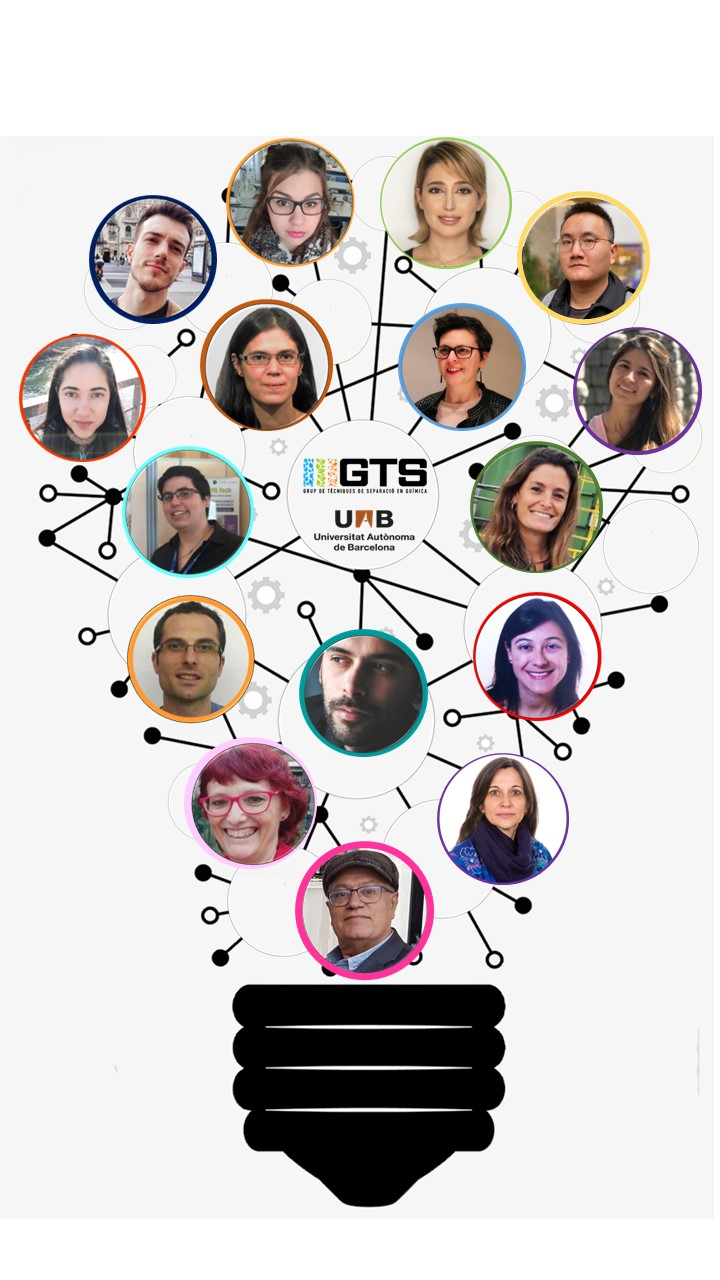 GTS
GRUP DE TÈCNIQUES DE SEPARACIÓ EN QUÍMICA
UAB
Universitat Autònoma
de Barcelona